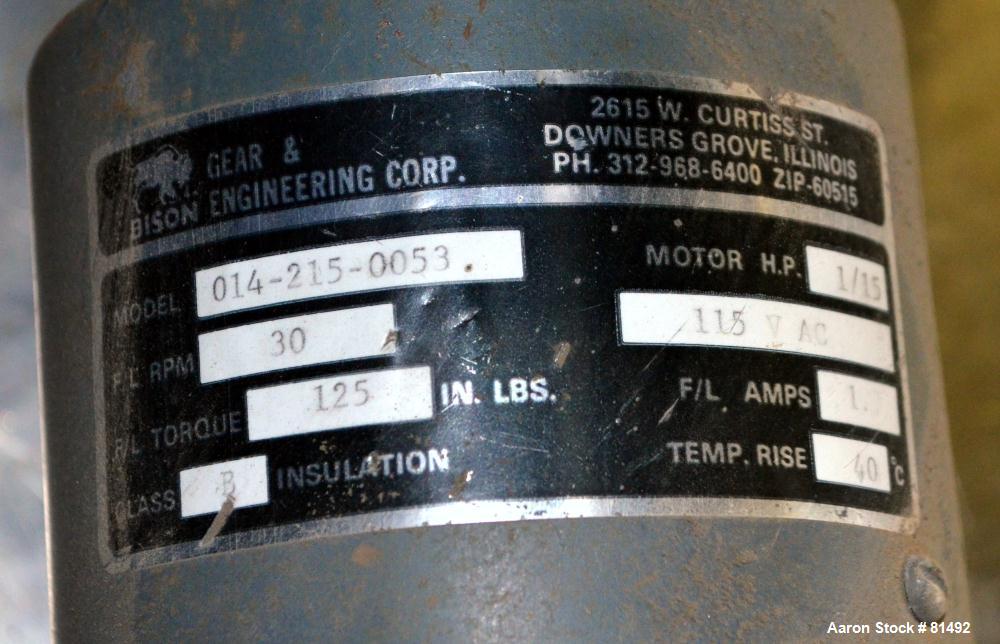 GEAR &
BISON ENGINEERING CORP.
2615 W. CURTISS ST.
DOWNERS GROVE, ILLINOIS
PH. 312-968-6400 ZIP-60515
MODEL 014-215-0053
MOTOR H.P. 1/15
F/L RPM 30
115 V AC
F/L TORQUE 125 IN. LBS.
F/L AMPS
CLASS B INSULATION
TEMP. RISE 40 °C
Aaron Stock # 81492